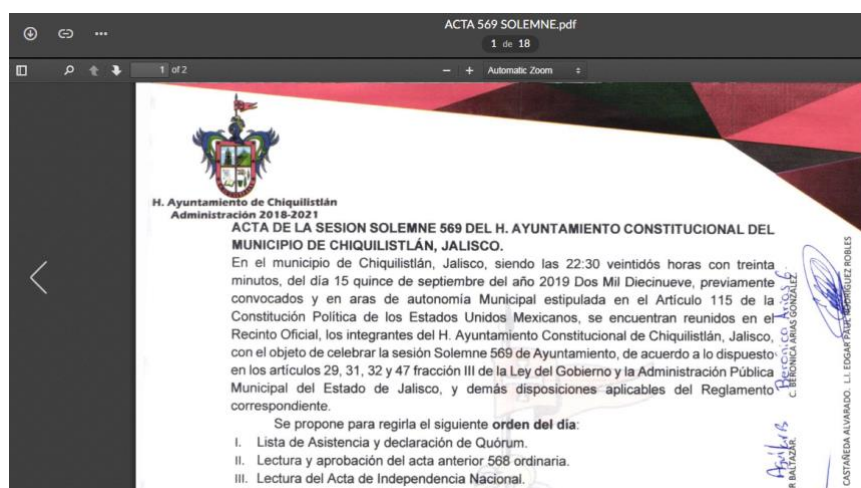 ACTA 569 SOLEMNE.pdf
1 de 18
1 of 2
Automatic Zoom
H. Ayuntamiento de Chiquilistlán
Administración 2018-2021
ACTA DE LA SESION SOLEMNE 569 DEL H. AYUNTAMIENTO CONSTITUCIONAL DEL
MUNICIPIO DE CHIQUILISTLÁN, JALISCO.
En el municipio de Chiquilistlán, Jalisco, siendo las 22:30 veintidós horas con treinta
minutos, del día 15 quince de septiembre del año 2019 Dos Mil Diecinueve, previamente
convocados y en aras de autonomía Municipal estipulada en el Artículo 115 de la
Constitución Política de los Estados Unidos Mexicanos, se encuentran reunidos en el
Recinto Oficial, los integrantes del H. Ayuntamiento Constitucional de Chiquilistlán, Jalisco,
con el objeto de celebrar la sesión Solemne 569 de Ayuntamiento, de acuerdo a lo dispuesto
en los artículos 29, 31, 32 y 47 fracción III de la Ley del Gobierno y la Administración Pública
Municipal del Estado de Jalisco, y demás disposiciones aplicables del Reglamento
correspondiente.
Se propone para regirla el siguiente orden del día:
I. Lista de Asistencia y declaración de Quórum.
II. Lectura y aprobación del acta anterior 568 ordinaria.
III. Lectura del Acta de Independencia Nacional.
Beronica Arias G.
C. BERONICA ARIAS GONZÁLEZ.
L.I. EDGAR PAUL RODRÍGUEZ ROBLES
R BALTAZAR.
CASTAÑEDA ALVARADO.